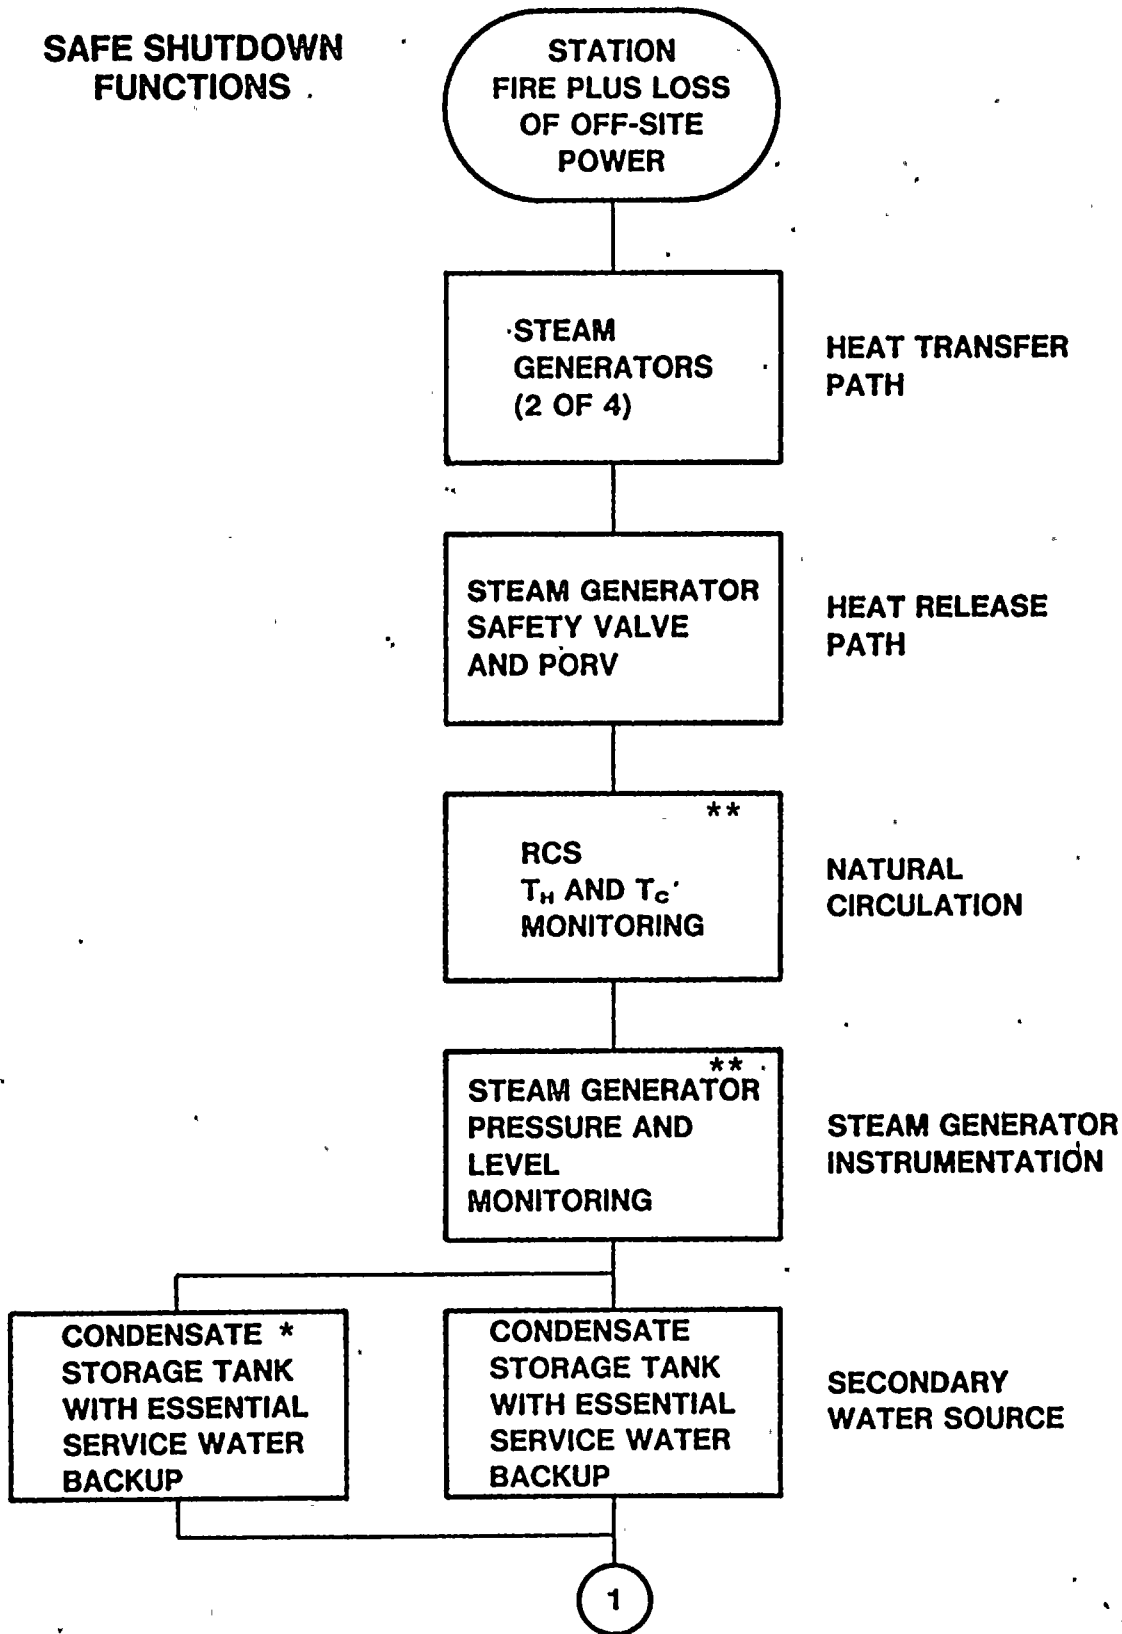 SAFE SHUTDOWN
FUNCTIONS
STATION
FIRE PLUS LOSS
OF OFF-SITE
POWER
STEAM
GENERATORS
(2 OF 4)
HEAT TRANSFER
PATH
STEAM GENERATOR
SAFETY VALVE
AND PORV
HEAT RELEASE
PATH
**
RCS
T_H AND T_C
MONITORING
NATURAL
CIRCULATION
**
STEAM GENERATOR
PRESSURE AND
LEVEL
MONITORING
STEAM GENERATOR
INSTRUMENTATION
CONDENSATE *
STORAGE TANK
WITH ESSENTIAL
SERVICE WATER
BACKUP
CONDENSATE
STORAGE TANK
WITH ESSENTIAL
SERVICE WATER
BACKUP
SECONDARY
WATER SOURCE
1